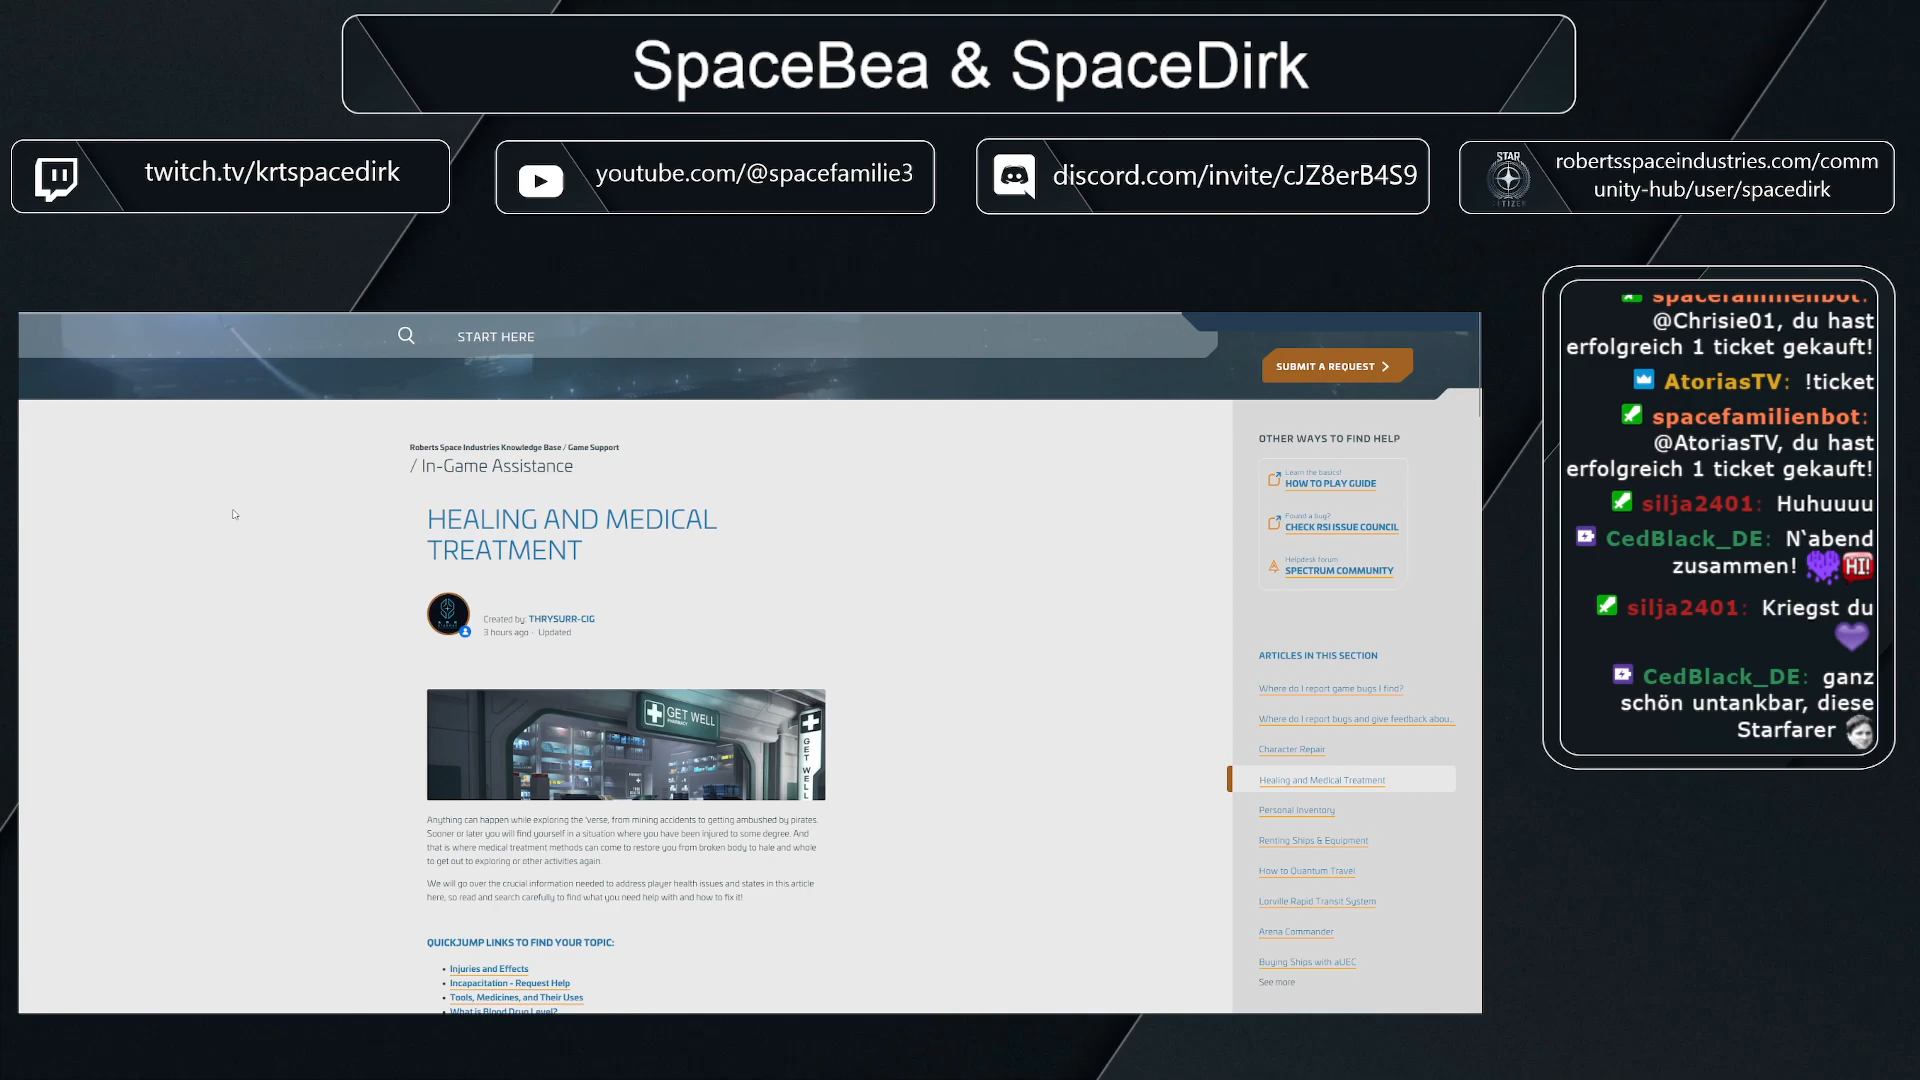 SpaceBea & SpaceDirk
twitch.tv/krtspacedirk
youtube.com/@spacefamilie3
discord.com/invite/cJZ8erB4S9
STAR
CITIZEN
robertsspaceindustries.com/comm
unity-hub/user/spacedirk
START HERE
SUBMIT A REQUEST
Roberts Space Industries Knowledge Base / Game Support
/ In-Game Assistance
HEALING AND MEDICAL
TREATMENT
Created by: THRYSURR-CIG
3 hours ago · Updated
GET WELL
PHARMACY
GET WELL
Anything can happen while exploring the 'verse, from mining accidents to getting ambushed by pirates.
Sooner or later you will find yourself in a situation where you have been injured to some degree. And
that is where medical treatment methods can come to restore you from broken body to hale and whole
to get out to exploring or other activities again.
We will go over the crucial information needed to address player health issues and states in this article
here, so read and search carefully to find what you need help with and how to fix it!
QUICKJUMP LINKS TO FIND YOUR TOPIC:
• Injuries and Effects
• Incapacitation - Request Help
• Tools, Medicines, and Their Uses
• What is Blood Drug Level?
OTHER WAYS TO FIND HELP
Learn the basics!
HOW TO PLAY GUIDE
Found a bug?
CHECK RSI ISSUE COUNCIL
Helpdesk forum
SPECTRUM COMMUNITY
ARTICLES IN THIS SECTION
Where do I report game bugs I find?
Where do I report bugs and give feedback abou...
Character Repair
Healing and Medical Treatment
Personal Inventory
Renting Ships & Equipment
How to Quantum Travel
Lorville Rapid Transit System
Arena Commander
Buying Ships with aUEC
See more
spacefamilienbot:
@Chrisie01, du hast
erfolgreich 1 ticket gekauft!
AtoriasTV: !ticket
spacefamilienbot:
@AtoriasTV, du hast
erfolgreich 1 ticket gekauft!
silja2401: Huhuuuu
CedBlack_DE: N`abend
zusammen! HI!
silja2401: Kriegst du
CedBlack_DE: ganz
schön untankbar, diese
Starfarer